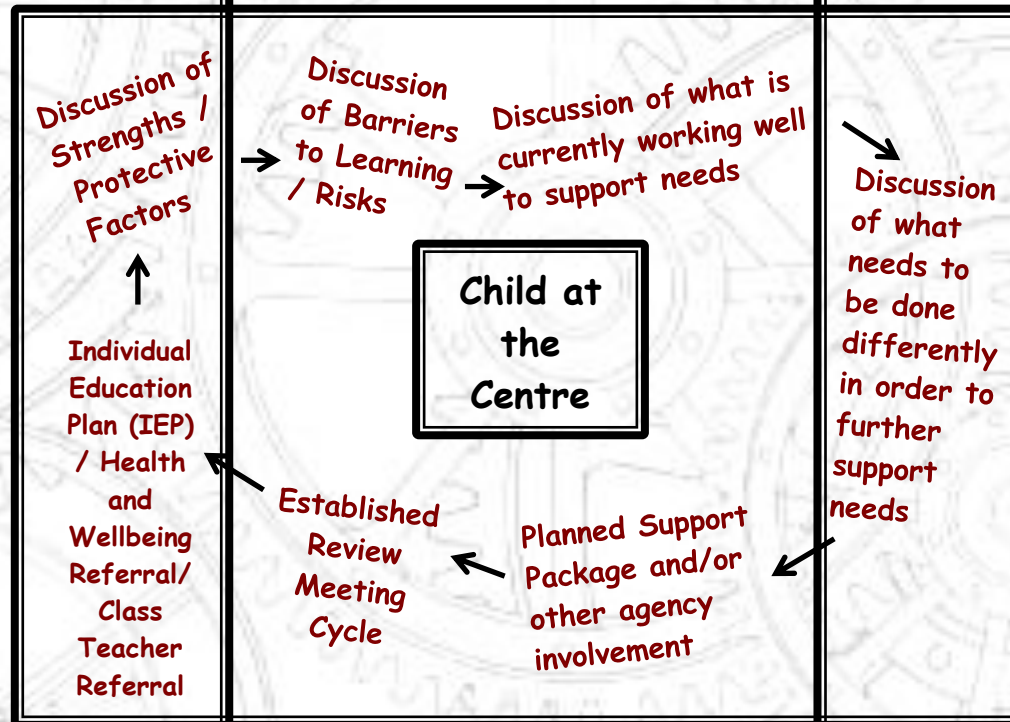 Discussion of
Strengths /
Protective
Factors
Discussion
of Barriers
to Learning
/ Risks
Discussion of what is
currently working well
to support needs
Discussion
of what
needs to
be done
differently
in order to
further
support
needs
Child at
the
Centre
Individual
Education
Plan (IEP)
/ Health
and
Wellbeing
Referral/
Class
Teacher
Referral
Established
Review
Meeting
Cycle
Planned Support
Package and/or
other agency
involvement